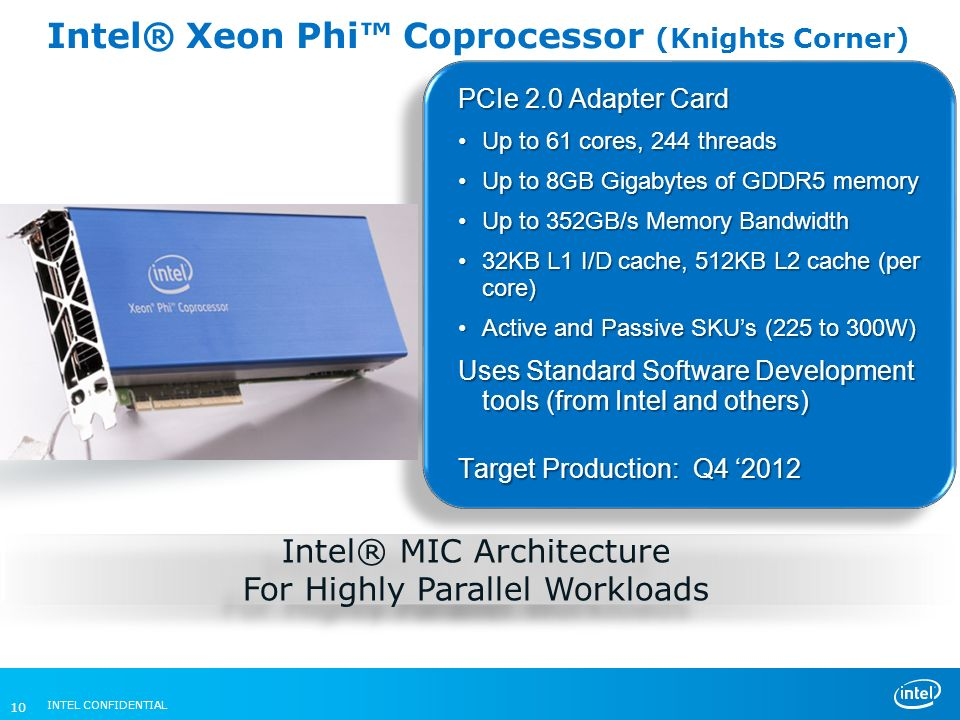 Intel® Xeon Phi™ Coprocessor (Knights Corner)
PCIe 2.0 Adapter Card
• Up to 61 cores, 244 threads
• Up to 8GB Gigabytes of GDDR5 memory
• Up to 352GB/s Memory Bandwidth
• 32KB L1 I/D cache, 512KB L2 cache (per
core)
• Active and Passive SKU’s (225 to 300W)
Uses Standard Software Development
tools (from Intel and others)
Target Production: Q4 ‘2012
intel
Xeon® Phi™ Coprocessor
Intel® MIC Architecture
For Highly Parallel Workloads
10
INTEL CONFIDENTIAL
intel